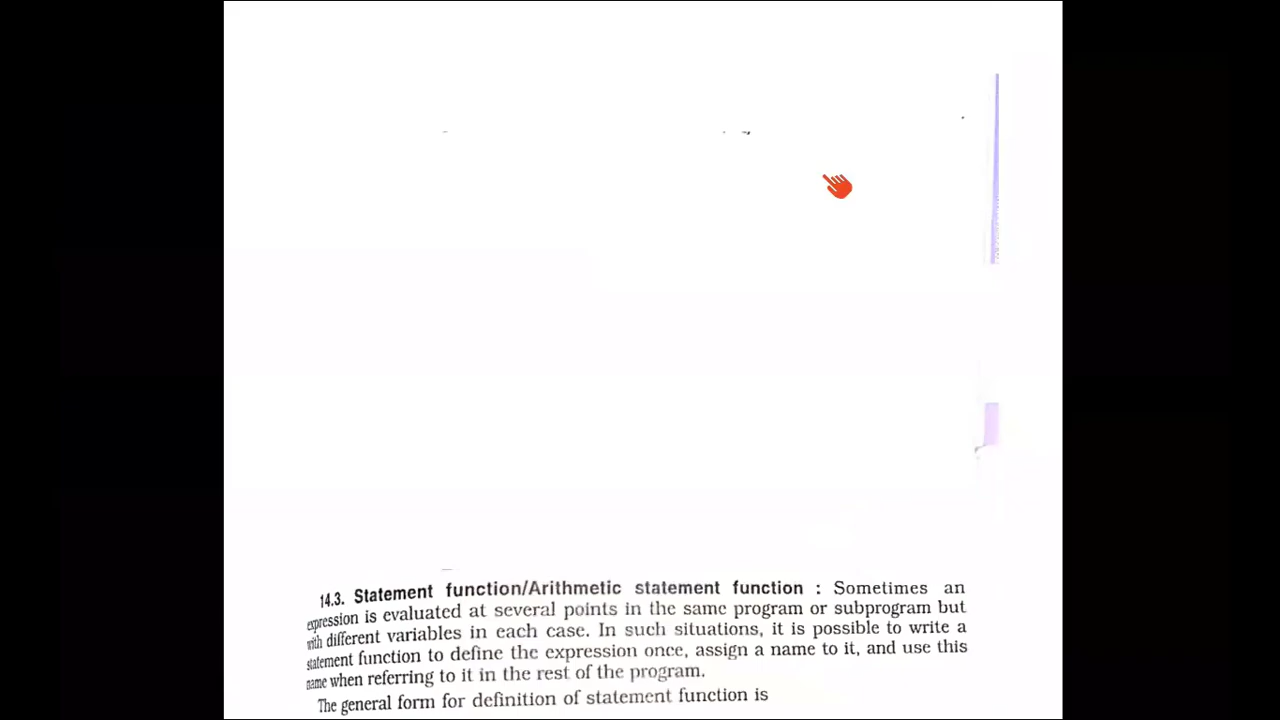 14.3. Statement function/Arithmetic statement function : Sometimes an
expression is evaluated at several points in the same program or subprogram but
with different variables in each case. In such situations, it is possible to write a
statement function to define the expression once, assign a name to it, and use this
name when referring to it in the rest of the program.
The general form for definition of statement function is